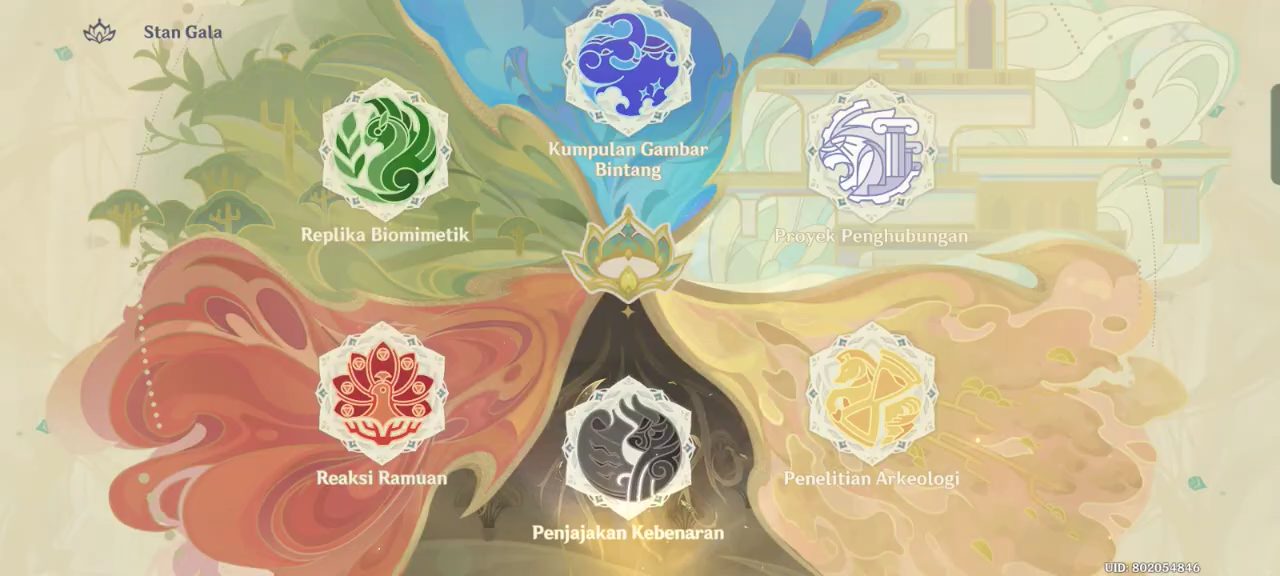 Stan Gala
Kumpulan Gambar
Bintang
Replika Biomimetik
Proyek Penghubungan
Reaksi Ramuan
Penelitian Arkeologi
Penjajakan Kebenaran
UID: 802054846